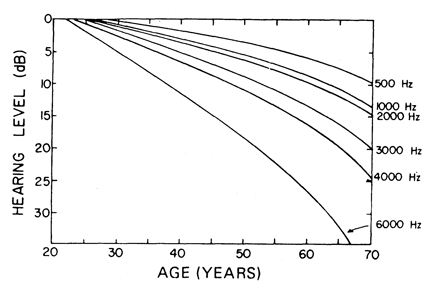 0
5
10
15
20
25
30
HEARING LEVEL (dB)
500 Hz
1000 Hz
2000 Hz
3000 Hz
4000 Hz
6000 Hz
20 30 40 50 60 70
AGE (YEARS)